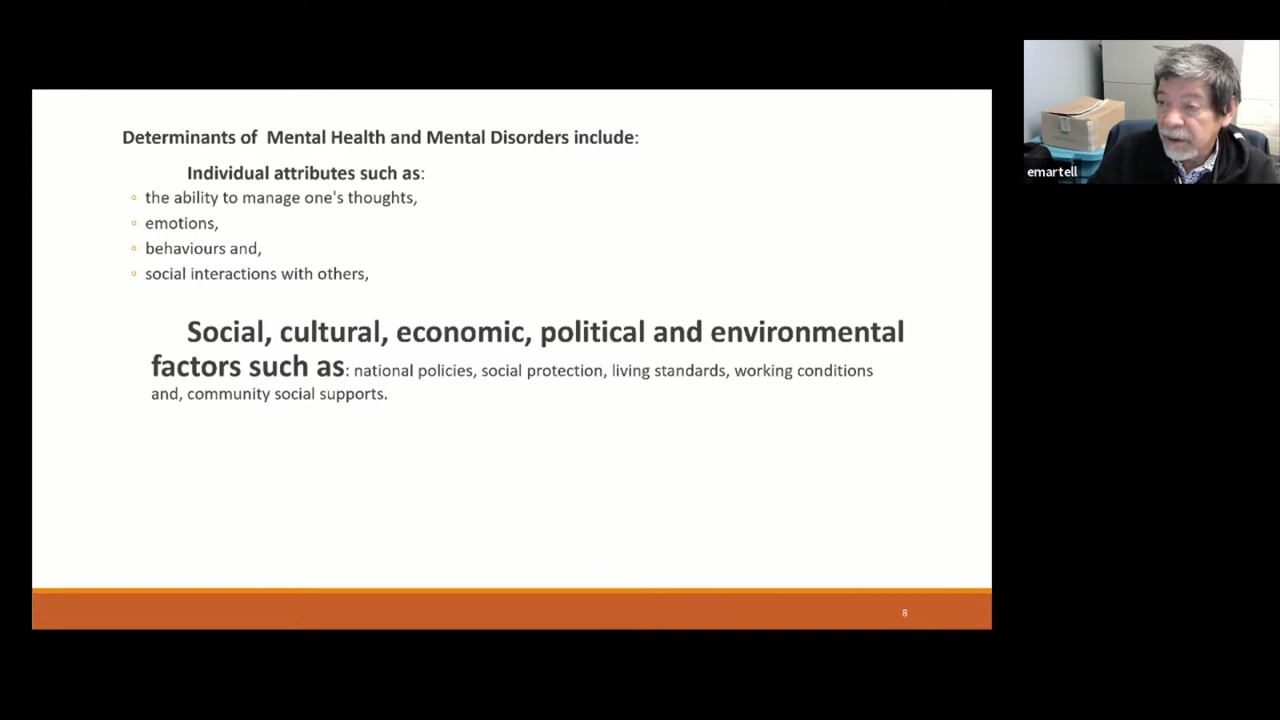 Determinants of  Mental Health and Mental Disorders include:
Individual attributes such as:
◦ the ability to manage one's thoughts,
◦ emotions,
◦ behaviours and,
◦ social interactions with others,
Social, cultural, economic, political and environmental
factors such as: national policies, social protection, living standards, working conditions
and, community social supports.
8
emartell